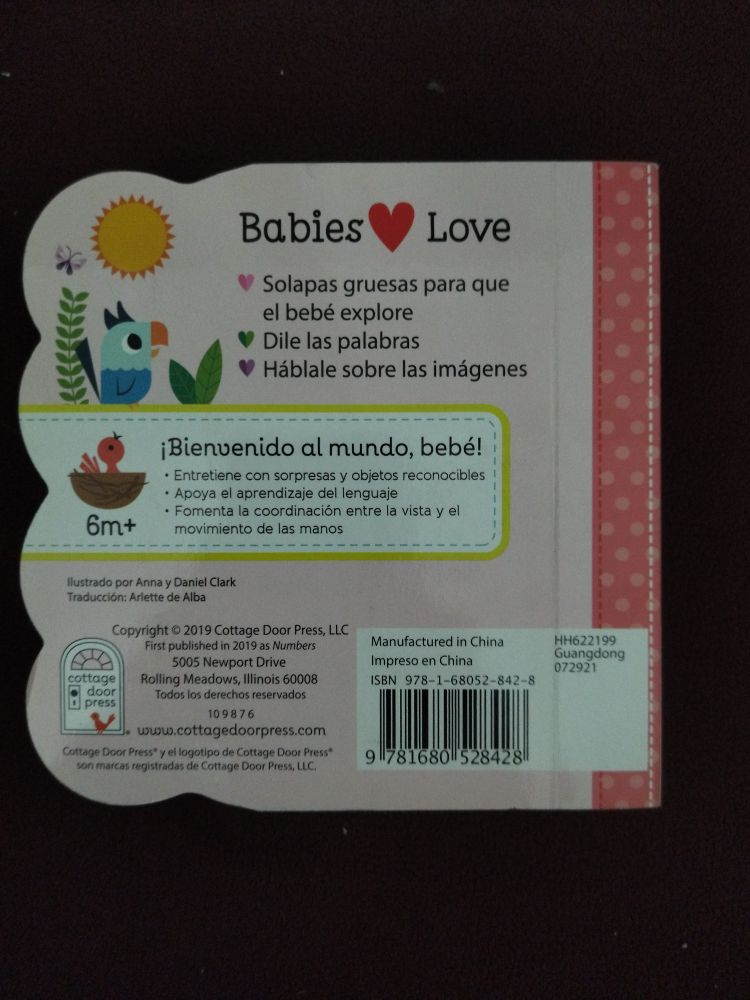 Babies Love
Solapas gruesas para que
el bebé explore
Dile las palabras
Háblale sobre las imágenes
¡Bienvenido al mundo, bebé!
• Entretiene con sorpresas y objetos reconocibles
• Apoya el aprendizaje del lenguaje
• Fomenta la coordinación entre la vista y el
movimiento de las manos
6m+
Ilustrado por Anna y Daniel Clark
Traducción: Arlette de Alba
Copyright © 2019 Cottage Door Press, LLC
First published in 2019 as Numbers
5005 Newport Drive
Rolling Meadows, Illinois 60008
Todos los derechos reservados
10 9 8 7 6
www.cottagedoorpress.com
cottage
door
press
Cottage Door Press® y el logotipo de Cottage Door Press®
son marcas registradas de Cottage Door Press, LLC.
Manufactured in China
Impreso en China
ISBN 978-1-68052-842-8
9 781680 528428
HH622199
Guangdong
072921